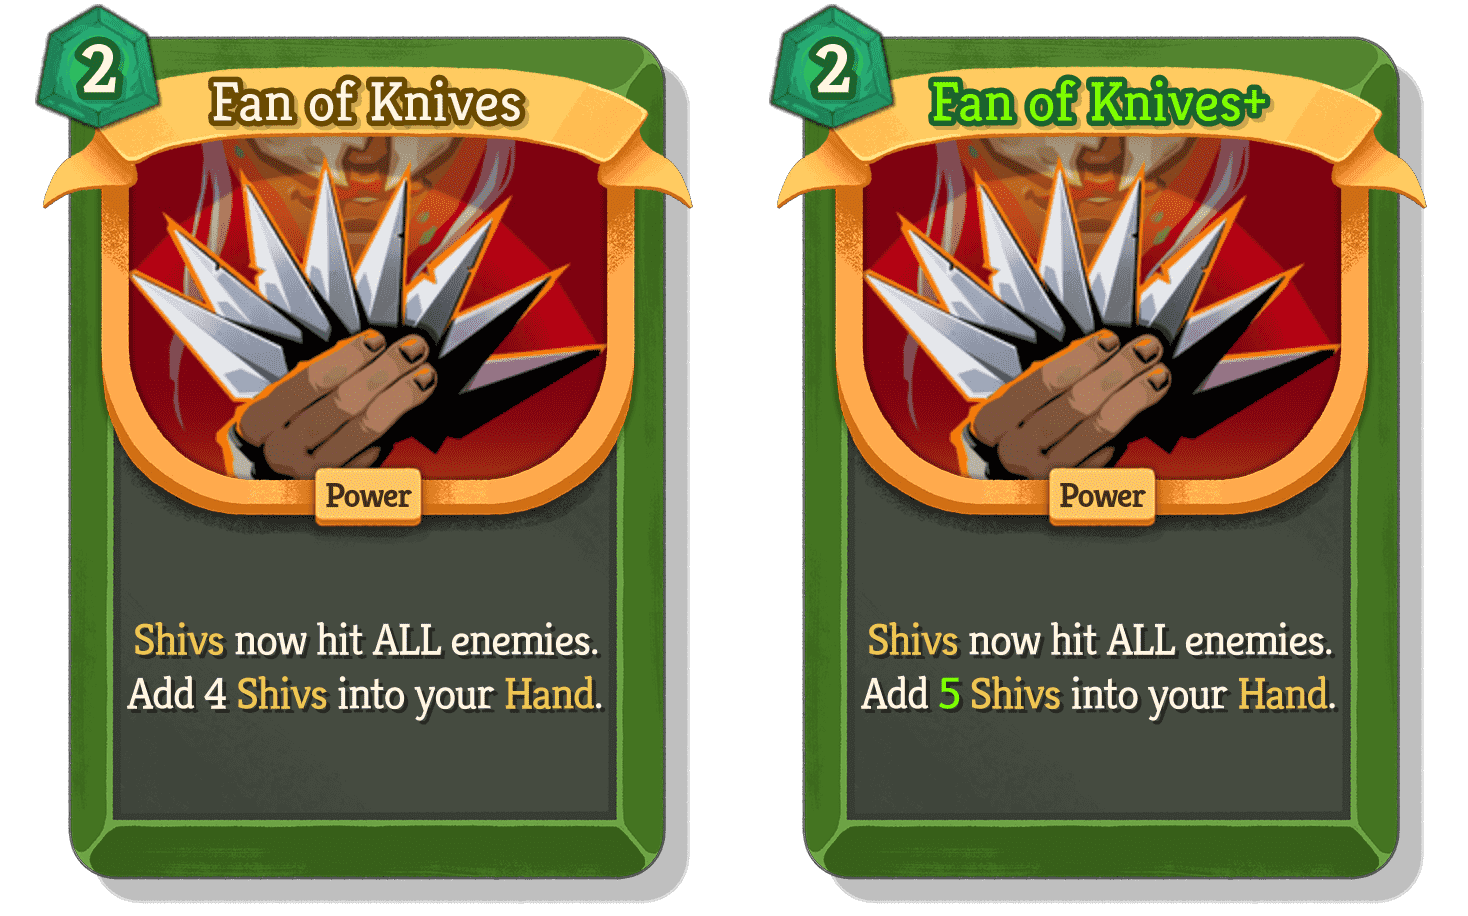 2
Fan of Knives
Power
Shivs now hit ALL enemies.
Add 4 Shivs into your Hand.
2
Fan of Knives+
Power
Shivs now hit ALL enemies.
Add 5 Shivs into your Hand.